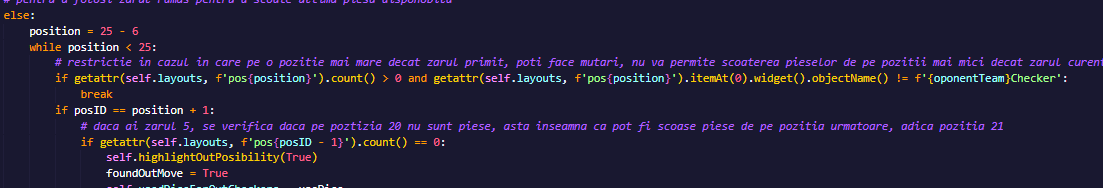 # pentru a folosi zarul ramas pentru a scoate ultima piesa disponobila
else:
position = 25 - 6
while position < 25:
# restrictie in cazul in care pe o pozitie mai mare decat zarul primit, poti face mutari, nu va permite scoaterea pieselor de pe pozitii mai mici decat zarul curent
if getattr(self.layouts, f'pos{position}').count() > 0 and getattr(self.layouts, f'pos{position}').itemAt(0).widget().objectName() != f'{oponentTeam}Checker':
break
if posID == position + 1:
# daca ai zarul 5, se verifica daca pe poztizia 20 nu sunt piese, asta inseamna ca pot fi scoase piese de pe pozitia urmatoare, adica pozitia 21
if getattr(self.layouts, f'pos{posID - 1}').count() == 0:
self.highlightOutPosibility(True)
foundOutMove = True
self.usedDiceForOutCheckers = usedDice